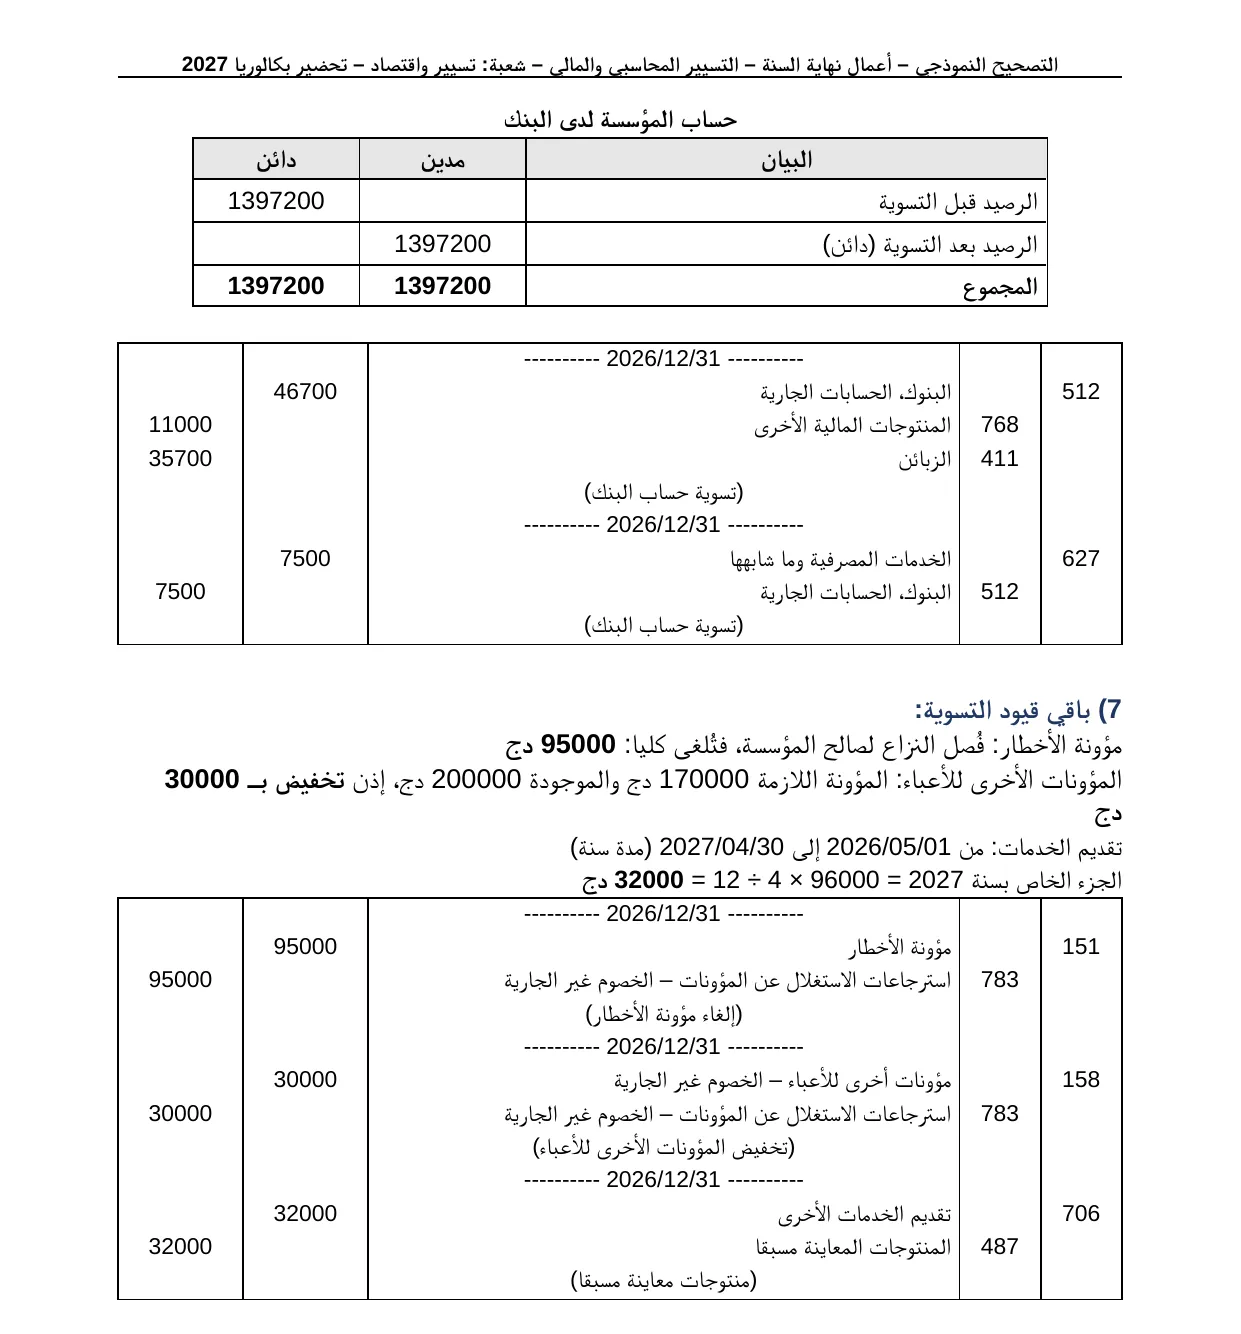 التصحيح النموذجي – أعمال نهاية السنة – التسيير المحاسبي والمالي – شعبة: تسيير واقتصاد – تحضير بكالوريا 2027
حساب المؤسسة لدى البنك
البيان مدين دائن
الرصيد قبل التسوية 1397200
الرصيد بعد التسوية (دائن) 1397200
المجموع 1397200 1397200
---------- 2026/12/31 ----------
512 البنوك، الحسابات الجارية 46700
768 المنتوجات المالية الأخرى 11000
411 الزبائن 35700
(تسوية حساب البنك)
---------- 2026/12/31 ----------
627 الخدمات المصرفية وما شابهها 7500
512 البنوك، الحسابات الجارية 7500
(تسوية حساب البنك)
7) باقي قيود التسوية:
مؤونة الأخطار: فُصل النزاع لصالح المؤسسة، فتُلغى كليا: 95000 دج
المؤونات الأخرى للأعباء: المؤونة اللازمة 170000 دج والموجودة 200000 دج، إذن تخفيض بــ 30000
دج
تقديم الخدمات: من 2026/05/01 إلى 2027/04/30 (مدة سنة)
الجزء الخاص بسنة 2027 = 96000 × 4 ÷ 12 = 32000 دج
---------- 2026/12/31 ----------
151 مؤونة الأخطار 95000
783 استرجاعات الاستغلال عن المؤونات – الخصوم غير الجارية 95000
(إلغاء مؤونة الأخطار)
---------- 2026/12/31 ----------
158 مؤونات أخرى للأعباء – الخصوم غير الجارية 30000
783 استرجاعات الاستغلال عن المؤونات – الخصوم غير الجارية 30000
(تخفيض المؤونات الأخرى للأعباء)
---------- 2026/12/31 ----------
706 تقديم الخدمات الأخرى 32000
487 المنتوجات المعاينة مسبقا 32000
(منتوجات معاينة مسبقا)